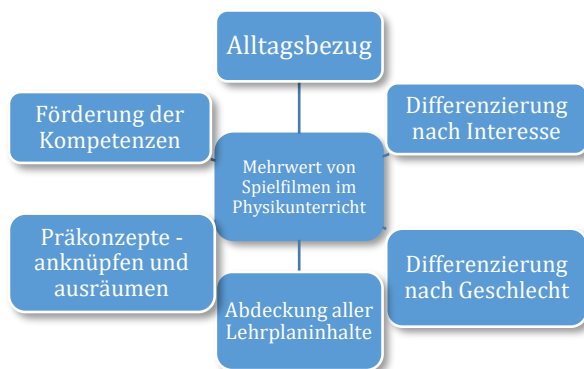 Alltagsbezug
Förderung der
Kompetenzen
Differenzierung
nach Interesse
Mehrwert von
Spielfilmen im
Physikunterricht
Präkonzepte -
anknüpfen und
ausräumen
Differenzierung
nach Geschlecht
Abdeckung aller
Lehrplaninhalte